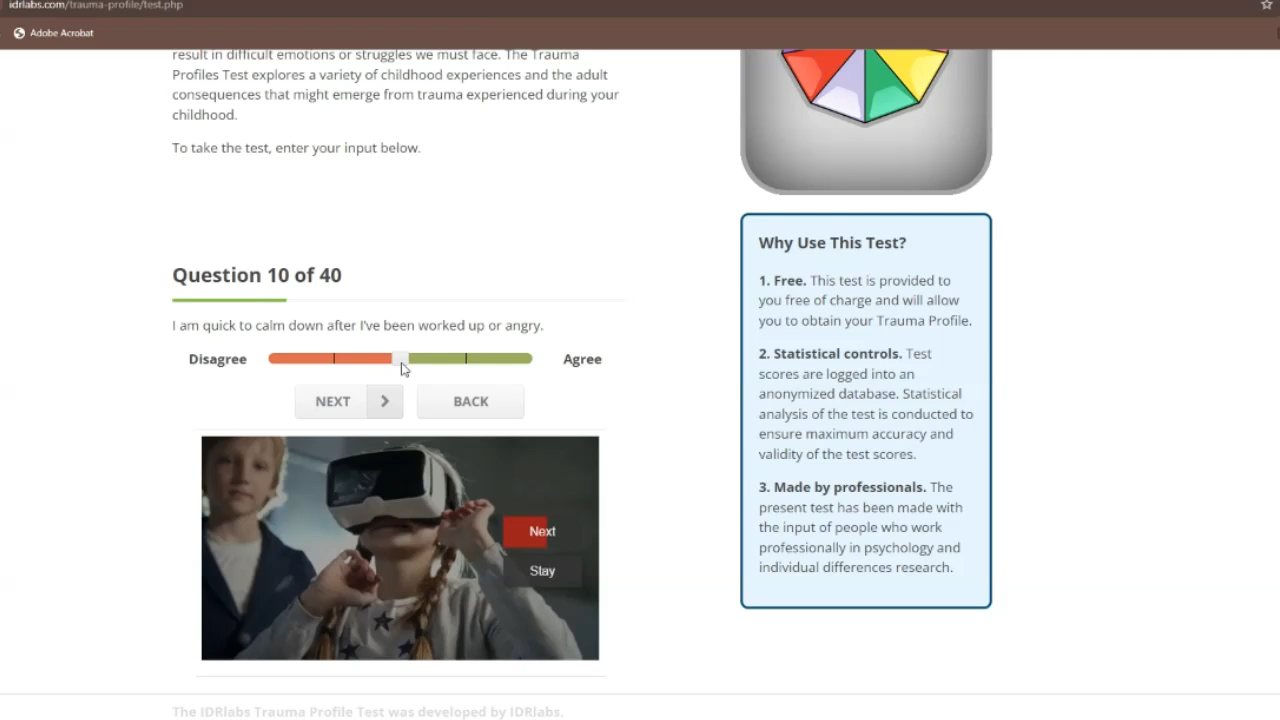 idrlabs.com/trauma-profile/test.php
Adobe Acrobat
result in difficult emotions or struggles we must face. The Trauma
Profiles Test explores a variety of childhood experiences and the adult
consequences that might emerge from trauma experienced during your
childhood.
To take the test, enter your input below.
Question 10 of 40
I am quick to calm down after I've been worked up or angry.
Disagree
Agree
NEXT
BACK
Next
Stay
Why Use This Test?
1. Free. This test is provided to
you free of charge and will allow
you to obtain your Trauma Profile.
2. Statistical controls. Test
scores are logged into an
anonymized database. Statistical
analysis of the test is conducted to
ensure maximum accuracy and
validity of the test scores.
3. Made by professionals. The
present test has been made with
the input of people who work
professionally in psychology and
individual differences research.
The IDRlabs Trauma Profile Test was developed by IDRlabs.